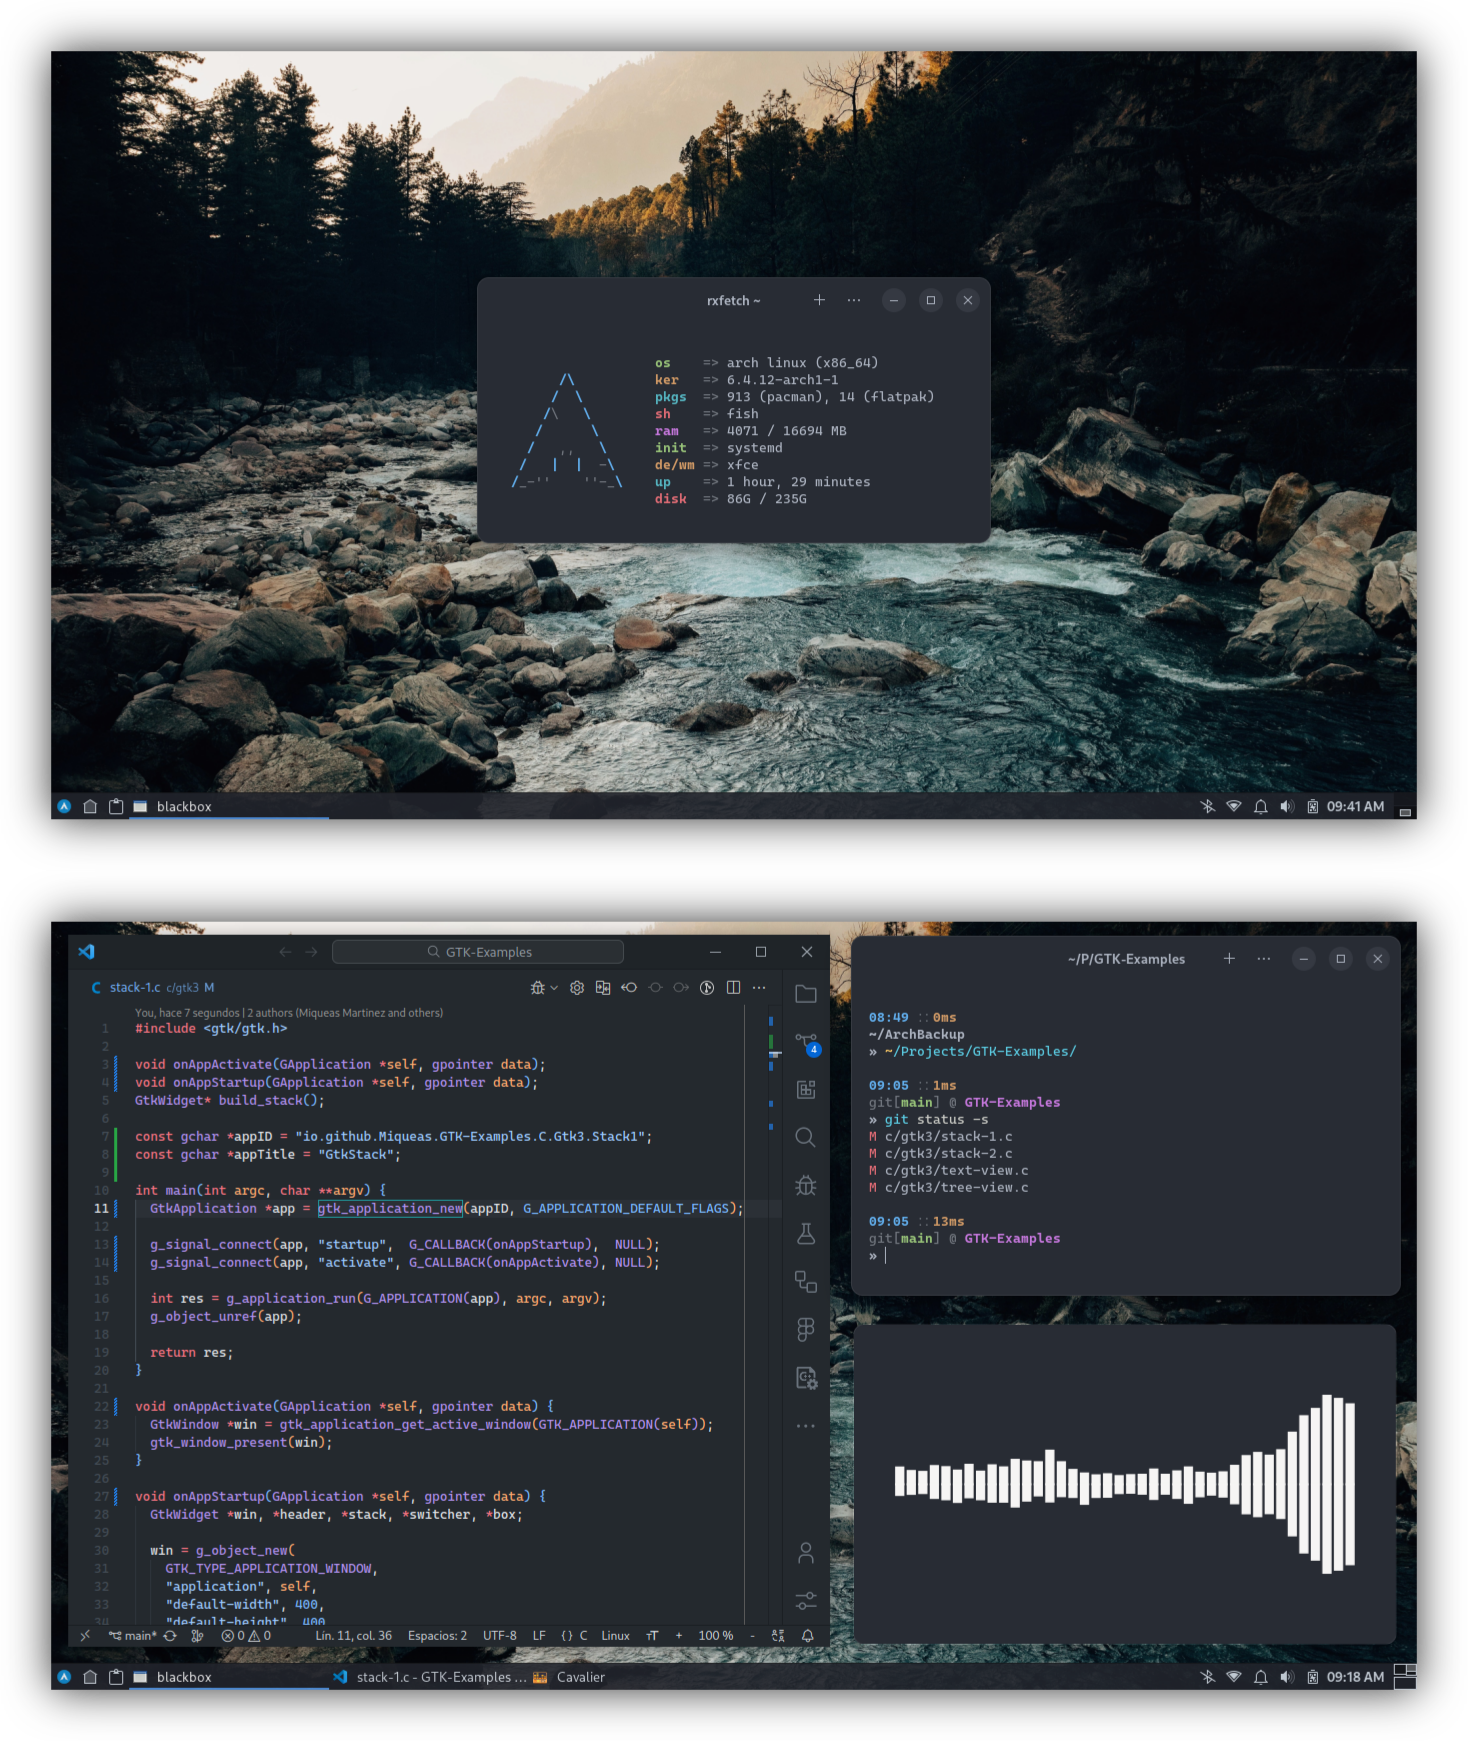 rxfetch ~
os => arch linux (x86_64)
ker => 6.4.12-arch1-1
pkgs => 913 (pacman), 14 (flatpak)
sh => fish
ram => 4071 / 16694 MB
init => systemd
de/wm => xfce
up => 1 hour, 29 minutes
disk => 86G / 235G
blackbox
09:41 AM
GTK-Examples
C stack-1.c c/gtk3 M
You, hace 7 segundos | 2 authors (Miqueas Martinez and others)
1 #include <gtk/gtk.h>
2
3 void onAppActivate(GApplication *self, gpointer data);
4 void onAppStartup(GApplication *self, gpointer data);
5 GtkWidget* build_stack();
6
7 const gchar *appID = "io.github.Miqueas.GTK-Examples.C.Gtk3.Stack1";
8 const gchar *appTitle = "GtkStack";
9
10 int main(int argc, char **argv) {
11 GtkApplication *app = gtk_application_new(appID, G_APPLICATION_DEFAULT_FLAGS);
12
13 g_signal_connect(app, "startup", G_CALLBACK(onAppStartup), NULL);
14 g_signal_connect(app, "activate", G_CALLBACK(onAppActivate), NULL);
15
16 int res = g_application_run(G_APPLICATION(app), argc, argv);
17 g_object_unref(app);
18
19 return res;
20 }
21
22 void onAppActivate(GApplication *self, gpointer data) {
23 GtkWindow *win = gtk_application_get_active_window(GTK_APPLICATION(self));
24 gtk_window_present(win);
25 }
26
27 void onAppStartup(GApplication *self, gpointer data) {
28 GtkWidget *win, *header, *stack, *switcher, *box;
29
30 win = g_object_new(
31 GTK_TYPE_APPLICATION_WINDOW,
32 "application", self,
33 "default-width", 400,
34 "default-height", 400
4
main* 0 0 Lín. 11, col. 36 Espacios: 2 UTF-8 LF {} C Linux + 100 % -
~/P/GTK-Examples
08:49 :: 0ms
~/ArchBackup
» ~/Projects/GTK-Examples/
09:05 :: 1ms
git[main] @ GTK-Examples
» git status -s
M c/gtk3/stack-1.c
M c/gtk3/stack-2.c
M c/gtk3/text-view.c
M c/gtk3/tree-view.c
09:05 :: 13ms
git[main] @ GTK-Examples
»
blackbox
stack-1.c - GTK-Examples ...
Cavalier
09:18 AM